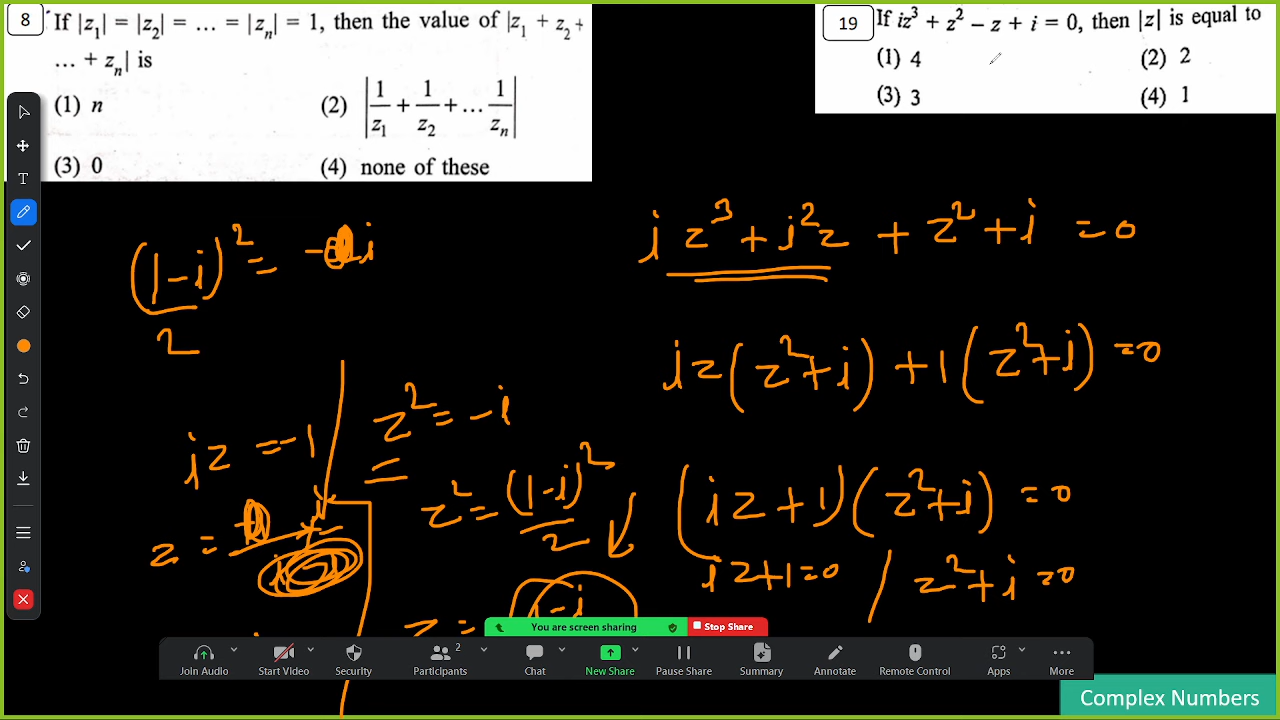 8 If |z₁| = |z₂| = ... = |zₙ| = 1, then the value of |z₁ + z₂ +
... + zₙ| is
(1) n
(2) |1/z₁ + 1/z₂ + ... 1/zₙ|
(3) 0
(4) none of these
19 If iz³ + z² − z + i = 0, then |z| is equal to
(1) 4
(2) 2
(3) 3
(4) 1
(1-i)²/2 = -i
iz = -1
z =
z² = -i
z² = (1-i)²/2
z =
i z³ + i²z + z² + i = 0
iz(z²+i) + 1(z²+i) = 0
(iz+1)(z²+i) = 0
iz+1=0 / z²+i=0
You are screen sharing
Stop Share
Join Audio
Start Video
Security
Participants 2
Chat
New Share
Pause Share
Summary
Annotate
Remote Control
Apps
More
Complex Numbers